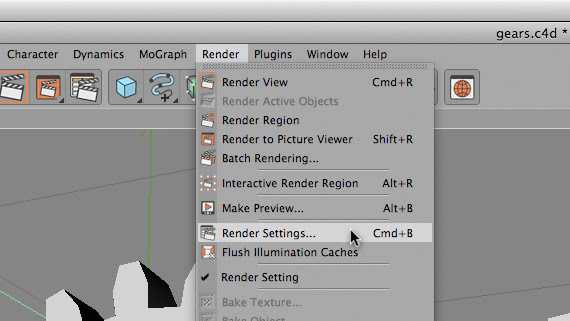 gears.c4d *
Character Dynamics MoGraph Render Plugins Window Help
Render View Cmd+R
Render Active Objects
Render Region
Render to Picture Viewer Shift+R
Batch Rendering...
Interactive Render Region Alt+R
Make Preview... Alt+B
Render Settings... Cmd+B
Flush Illumination Caches
✓ Render Setting
Bake Texture...
Bake Object